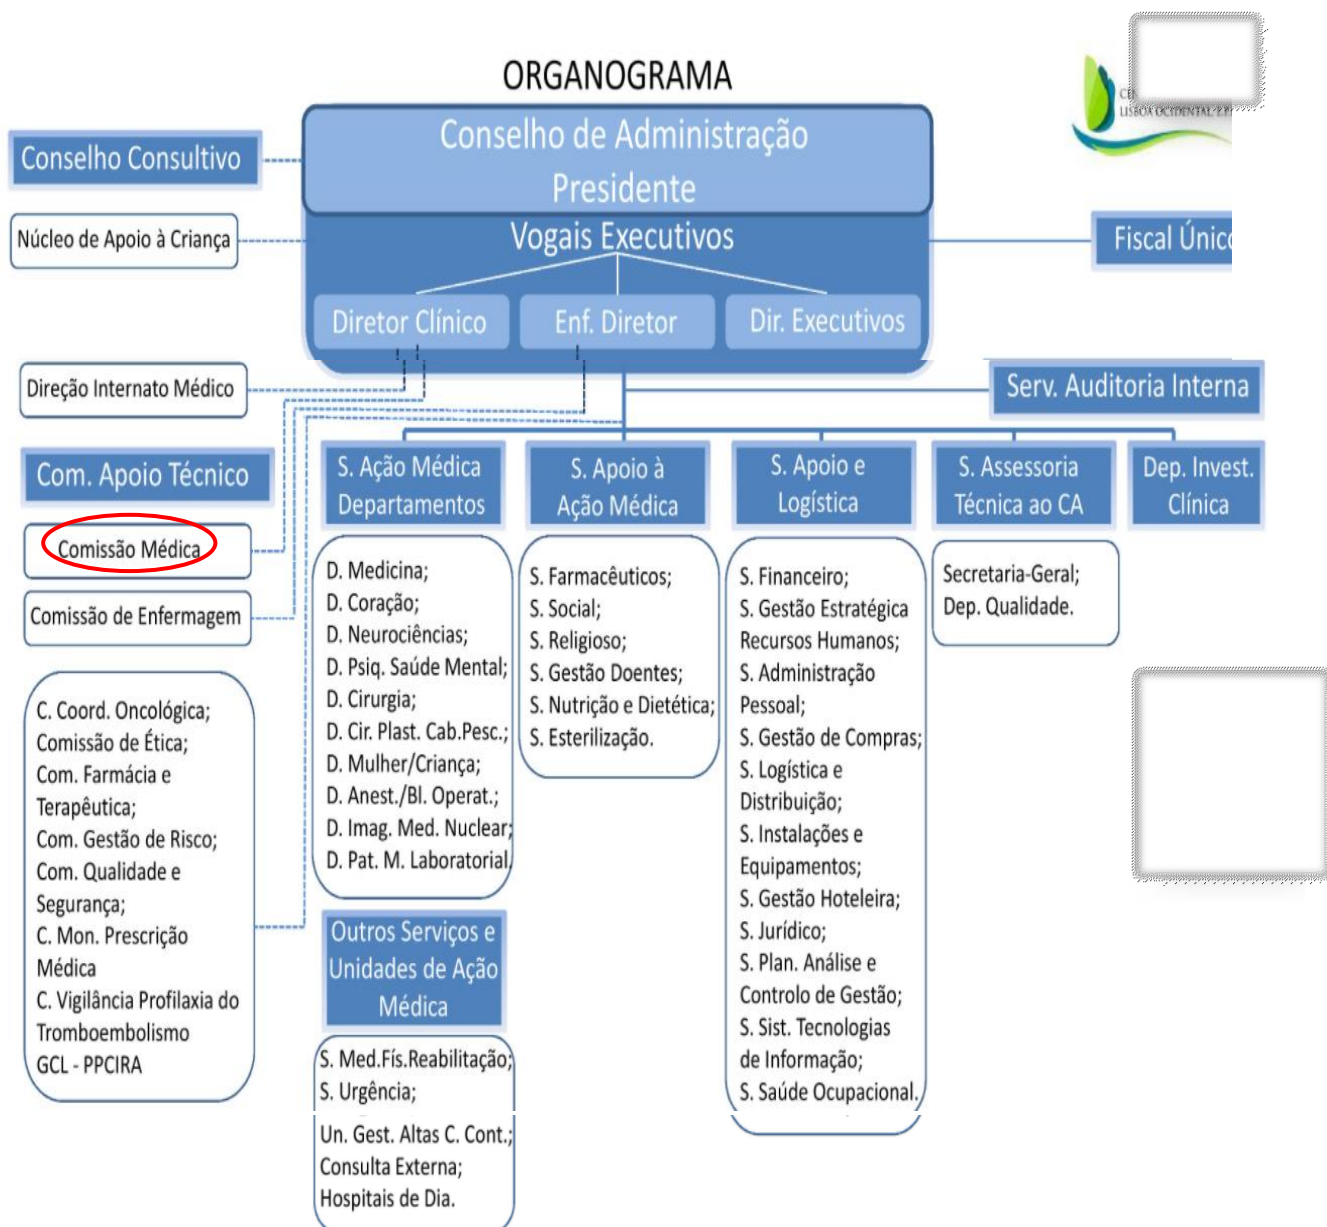 ORGANOGRAMA
LISBOA OCIDENTAL
Conselho de Administração
Presidente
Conselho Consultivo
Núcleo de Apoio à Criança
Vogais Executivos
Fiscal Único
Diretor Clínico
Enf. Diretor
Dir. Executivos
Direção Internato Médico
Serv. Auditoria Interna
Com. Apoio Técnico
Comissão Médica
Comissão de Enfermagem
C. Coord. Oncológica;
Comissão de Ética;
Com. Farmácia e
Terapêutica;
Com. Gestão de Risco;
Com. Qualidade e
Segurança;
C. Mon. Prescrição
Médica
C. Vigilância Profilaxia do
Tromboembolismo
GCL - PPCIRA
S. Ação Médica
Departamentos
D. Medicina;
D. Coração;
D. Neurociências;
D. Psiq. Saúde Mental;
D. Cirurgia;
D. Cir. Plast. Cab.Pesc.;
D. Mulher/Criança;
D. Anest./Bl. Operat.;
D. Imag. Med. Nuclear;
D. Pat. M. Laboratorial.
Outros Serviços e
Unidades de Ação
Médica
S. Med.Fís.Reabilitação;
S. Urgência;
Un. Gest. Altas C. Cont.;
Consulta Externa;
Hospitais de Dia.
S. Apoio à
Ação Médica
S. Farmacêuticos;
S. Social;
S. Religioso;
S. Gestão Doentes;
S. Nutrição e Dietética;
S. Esterilização.
S. Apoio e
Logística
S. Financeiro;
S. Gestão Estratégica
Recursos Humanos;
S. Administração
Pessoal;
S. Gestão de Compras;
S. Logística e
Distribuição;
S. Instalações e
Equipamentos;
S. Gestão Hoteleira;
S. Jurídico;
S. Plan. Análise e
Controlo de Gestão;
S. Sist. Tecnologias
de Informação;
S. Saúde Ocupacional.
S. Assessoria
Técnica ao CA
Secretaria-Geral;
Dep. Qualidade.
Dep. Invest.
Clínica